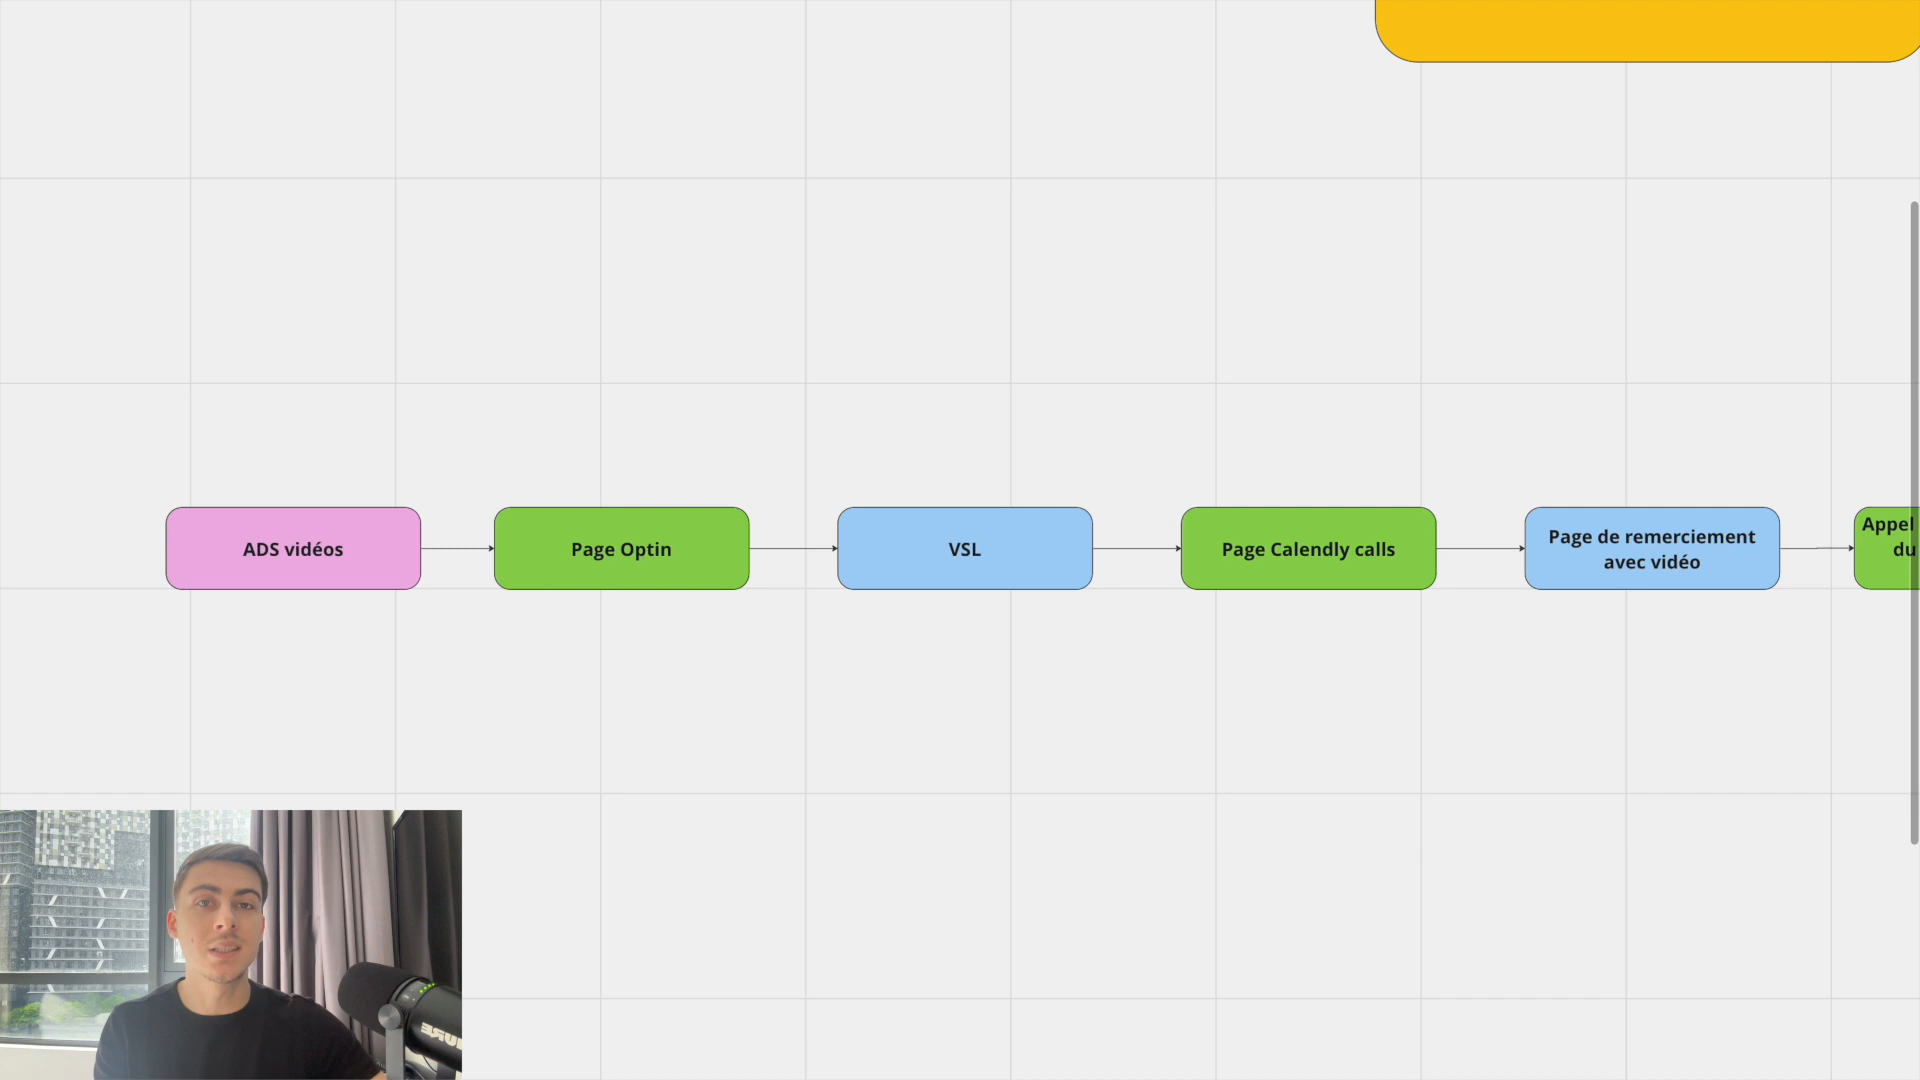 ADS vidéos
Page Optin
VSL
Page Calendly calls
Page de remerciement
avec vidéo
Appel
du